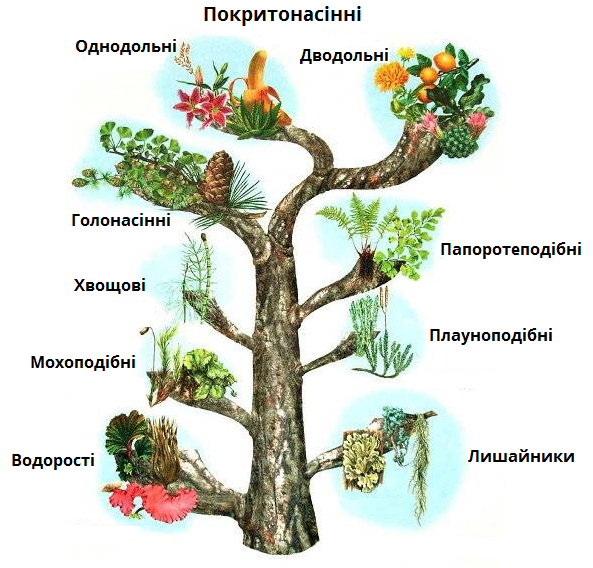 Покритонасінні
Однодольні
Дводольні
Голонасінні
Папоротеподібні
Хвощові
Плауноподібні
Мохоподібні
Водорості
Лишайники